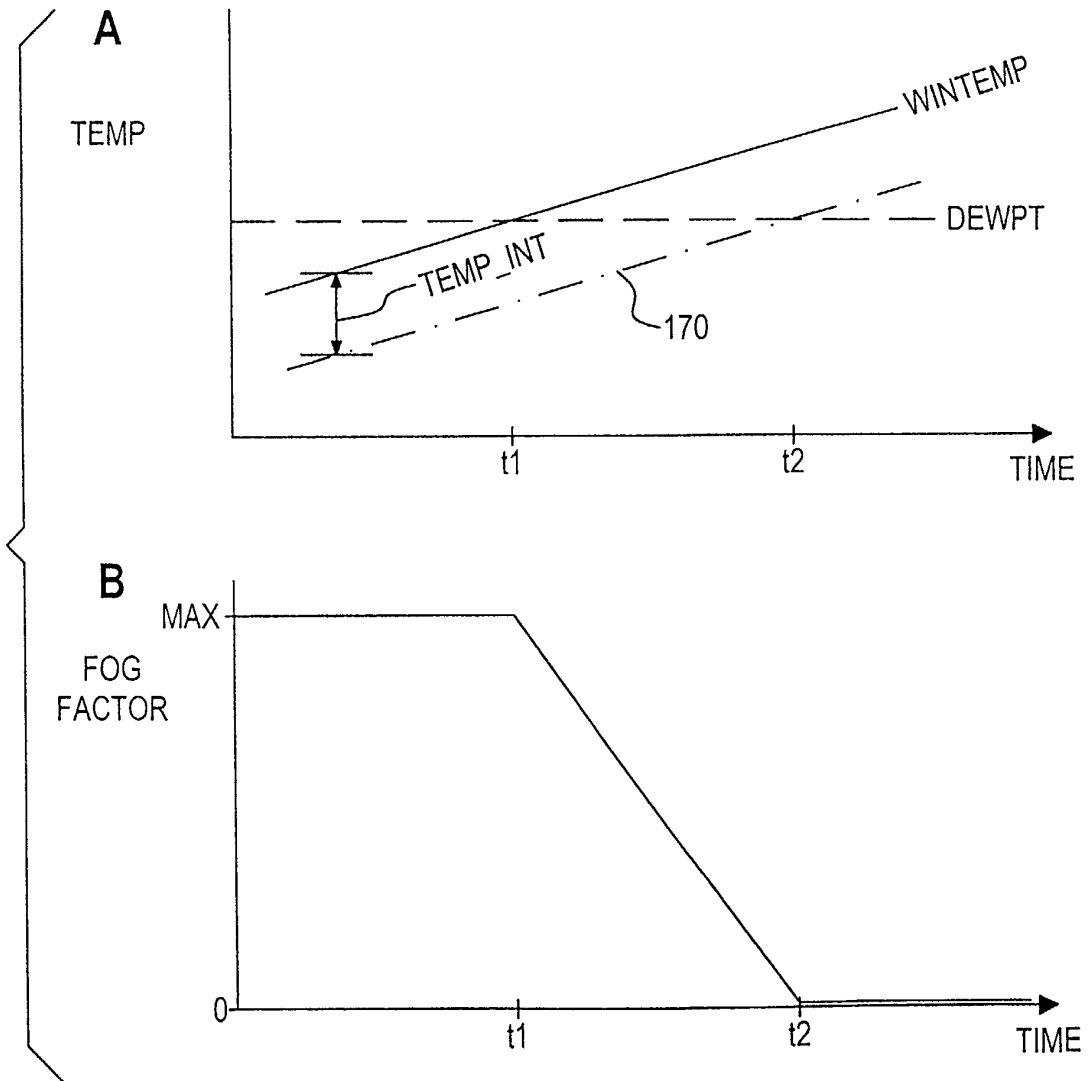 A
TEMP
WINTEMP
DEWPT
TEMP_INT
170
t1
t2
TIME
B
MAX
FOG
FACTOR
0
t1
t2
TIME